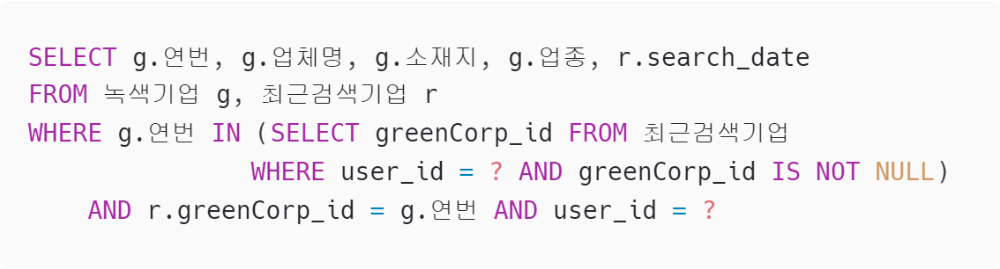 SELECT g.연번, g.업체명, g.소재지, g.업종, r.search_date
FROM 녹색기업 g, 최근검색기업 r
WHERE g.연번 IN (SELECT greenCorp_id FROM 최근검색기업
WHERE user_id = ? AND greenCorp_id IS NOT NULL)
AND r.greenCorp_id = g.연번 AND user_id = ?